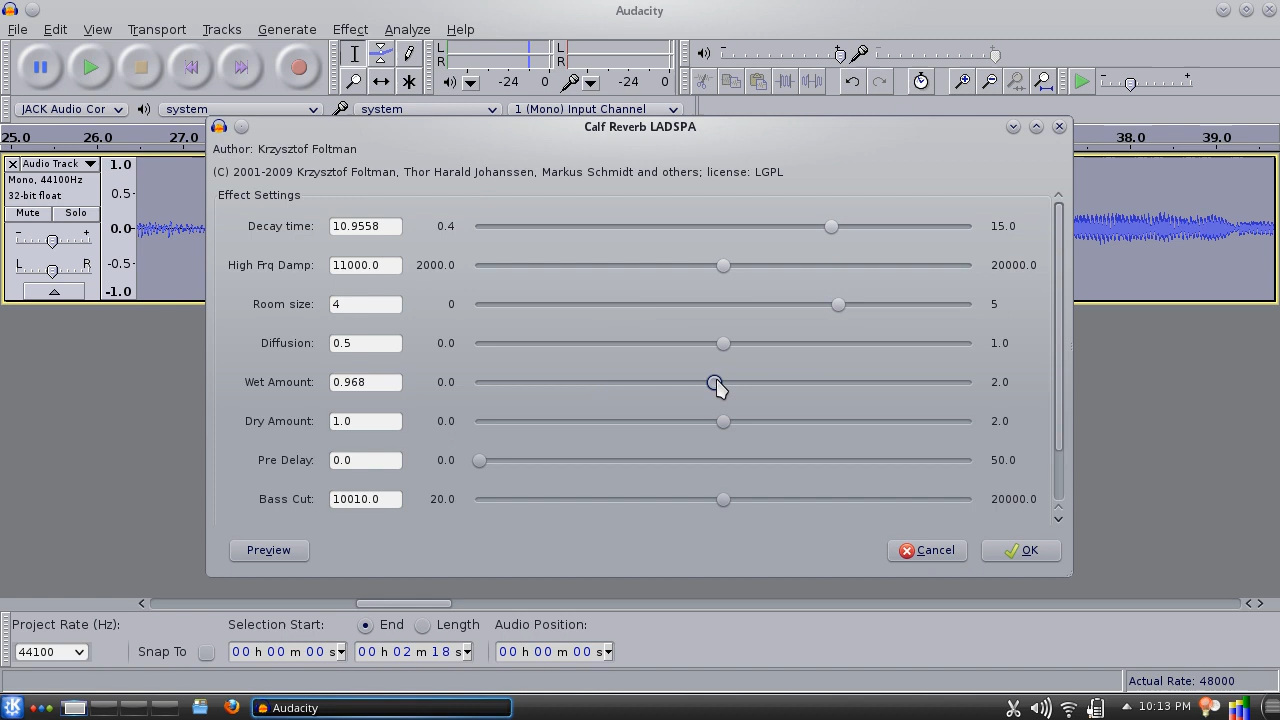 Audacity
File Edit View Transport Tracks Generate Effect Analyze Help
L
R
-24 0
L
R
-24 0
JACK Audio Cor system system 1 (Mono) Input Channel
25.0 26.0 27.0 38.0 39.0
Calf Reverb LADSPA
Author: Krzysztof Foltman
(C) 2001-2009 Krzysztof Foltman, Thor Harald Johanssen, Markus Schmidt and others; license: LGPL
Effect Settings
Audio Track 1.0
Mono, 44100Hz
32-bit float 0.5
Mute Solo
0.0
- +
L R
-0.5
-1.0
Decay time: 10.9558 0.4 15.0
High Frq Damp: 11000.0 2000.0 20000.0
Room size: 4 0 5
Diffusion: 0.5 0.0 1.0
Wet Amount: 0.968 0.0 2.0
Dry Amount: 1.0 0.0 2.0
Pre Delay: 0.0 0.0 50.0
Bass Cut: 10010.0 20.0 20000.0
Preview Cancel OK
Project Rate (Hz): Selection Start: End Length Audio Position:
44100 Snap To 00 h 00 m 00 s 00 h 02 m 18 s 00 h 00 m 00 s
Actual Rate: 48000
Audacity 10:13 PM